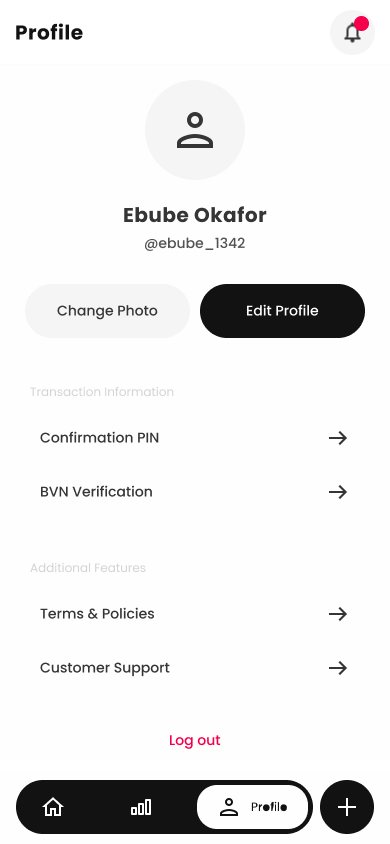 Profile
Ebube Okafor
@ebube_1342
Change Photo
Edit Profile
Transaction Information
Confirmation PIN
BVN Verification
Additional Features
Terms & Policies
Customer Support
Log out
Profile